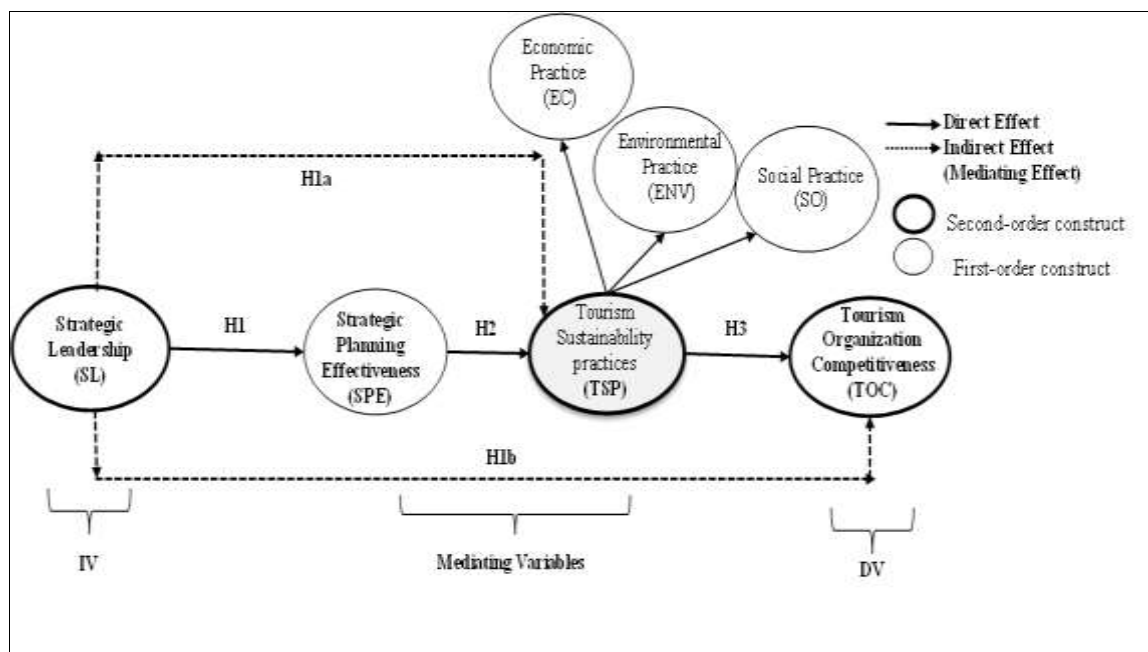 Economic
Practice
(EC)
Environmental
Practice
(ENV)
Social Practice
(SO)
Direct Effect
Indirect Effect
(Mediating Effect)
Second-order construct
First-order construct
H1a
Strategic
Leadership
(SL)
H1
Strategic
Planning
Effectiveness
(SPE)
H2
Tourism
Sustainability
practices
(TSP)
H3
Tourism
Organization
Competitiveness
(TOC)
H1b
IV
Mediating Variables
DV